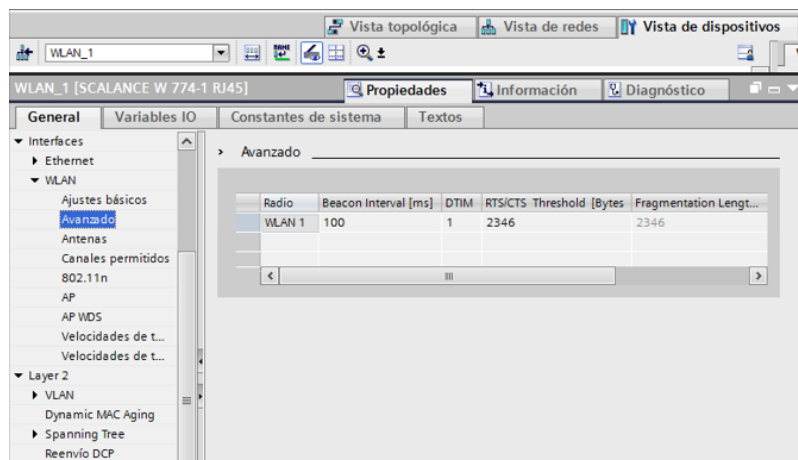 Vista topológica Vista de redes Vista de dispositivos
WLAN_1
WLAN_1 [SCALANCE W 774-1 RJ45] Propiedades Información Diagnóstico
General Variables IO Constantes de sistema Textos
Interfaces
Ethernet
WLAN
Ajustes básicos
Avanzado
Antenas
Canales permitidos
802.11n
AP
AP WDS
Velocidades de t...
Velocidades de t...
Layer 2
VLAN
Dynamic MAC Aging
Spanning Tree
Reenvío DCP
Avanzado
Radio Beacon Interval [ms] DTIM RTS/CTS Threshold [Bytes Fragmentation Lengt...
WLAN 1 100 1 2346 2346